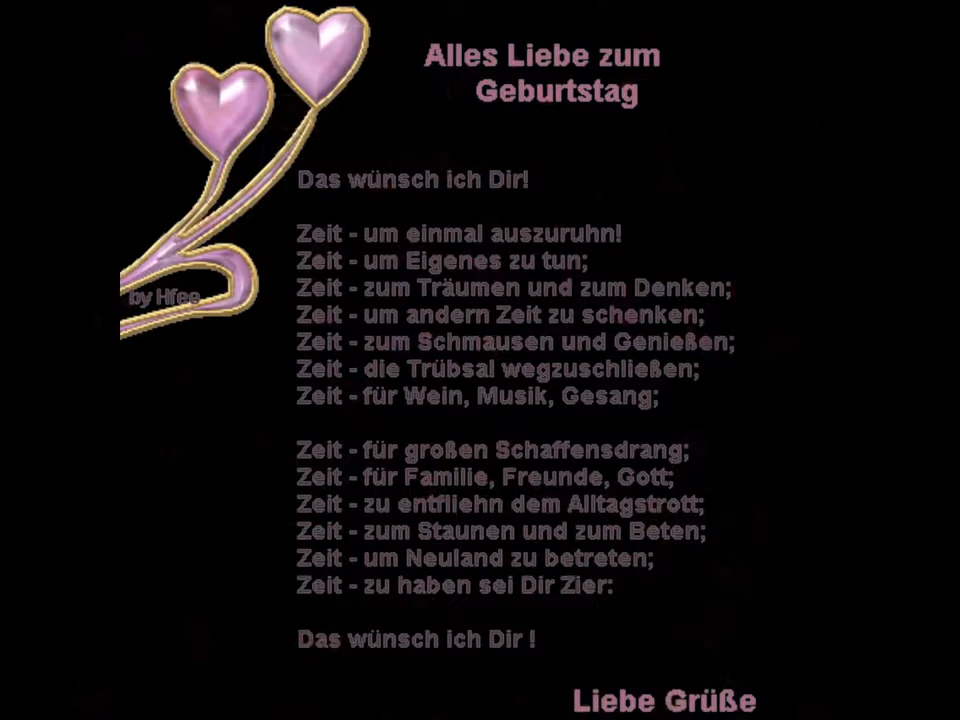 Alles Liebe zum
Geburtstag
Das wünsch ich Dir!
Zeit - um einmal auszuruhn!
Zeit - um Eigenes zu tun;
Zeit - zum Träumen und zum Denken;
Zeit - um andern Zeit zu schenken;
Zeit - zum Schmausen und Genießen;
Zeit - die Trübsal wegzuschließen;
Zeit - für Wein, Musik, Gesang;
Zeit - für großen Schaffensdrang;
Zeit - für Familie, Freunde, Gott;
Zeit - zu entfliehn dem Alltagstrott;
Zeit - zum Staunen und zum Beten;
Zeit - um Neuland zu betreten;
Zeit - zu haben sei Dir Zier:
Das wünsch ich Dir !
by
Liebe Grüße